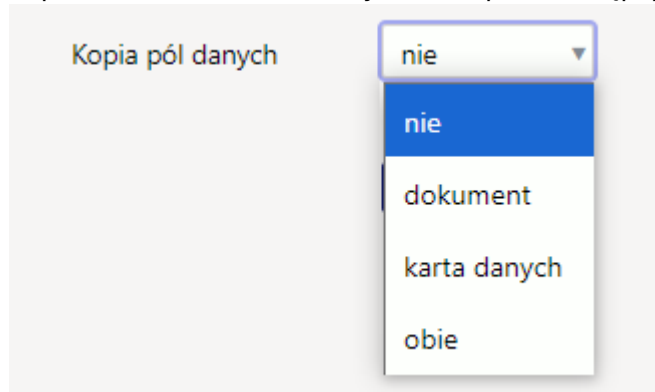 Kopia pól danych
nie
nie
dokument
karta danych
obie